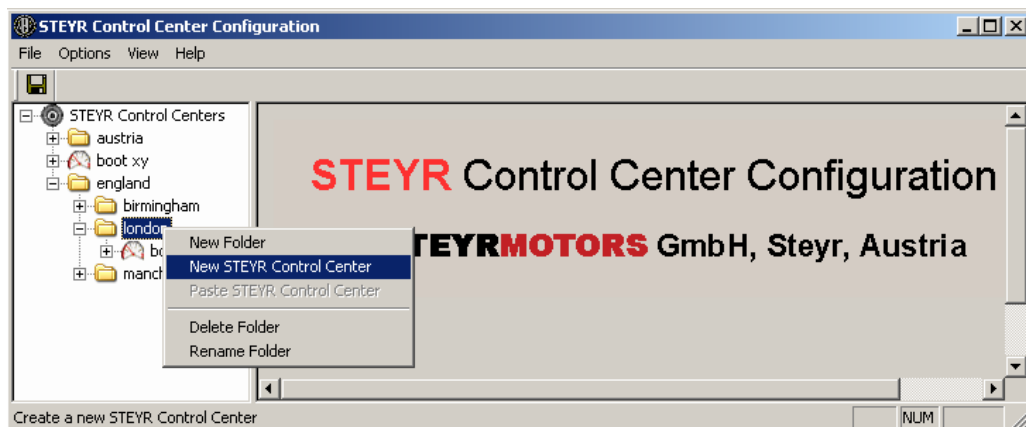 STEYR Control Center Configuration
File Options View Help
STEYR Control Centers
austria
boot xy
england
birmingham
london
New Folder
New STEYR Control Center
Paste STEYR Control Center
Delete Folder
Rename Folder
STEYR Control Center Configuration
TEYRMOTORS GmbH, Steyr, Austria
Create a new STEYR Control Center
NUM